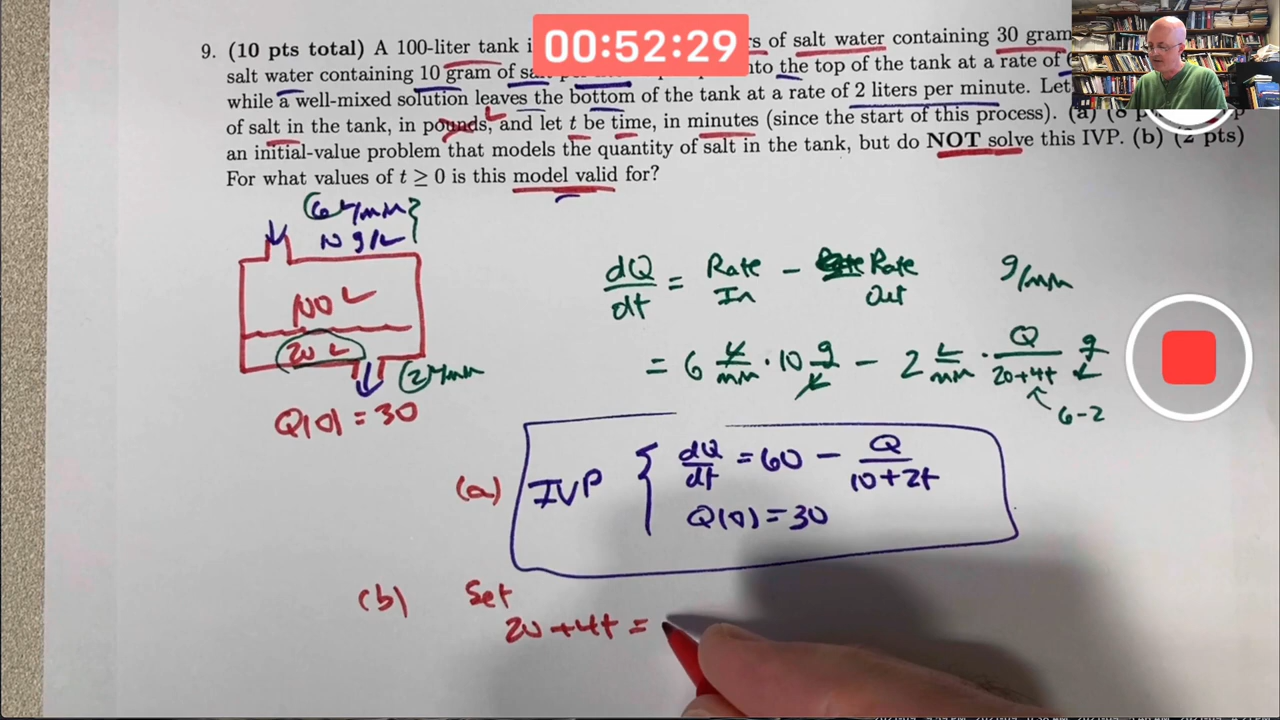 00:52:29
9. (10 pts total) A 100-liter tank i rs of salt water containing 30 gram
salt water containing 10 gram of sa nto the top of the tank at a rate of
while a well-mixed solution leaves the bottom of the tank at a rate of 2 liters per minute. Let
of salt in the tank, in pounds, and let t be time, in minutes (since the start of this process). (a) (8 p
an initial-value problem that models the quantity of salt in the tank, but do NOT solve this IVP. (b) (2 pts)
For what values of t ≥ 0 is this model valid for?
6 L/min
10 g/L
100 L
20 L
2 L/min
Q(0) = 30
dQ/dt = Rate In - Rate Out g/min
= 6 L/min · 10 g/L - 2 L/min · Q/(20+4t) g/L
6-2
(a) IVP { dQ/dt = 60 - Q/(10+2t)
Q(0) = 30
(b) Set
20+4t =